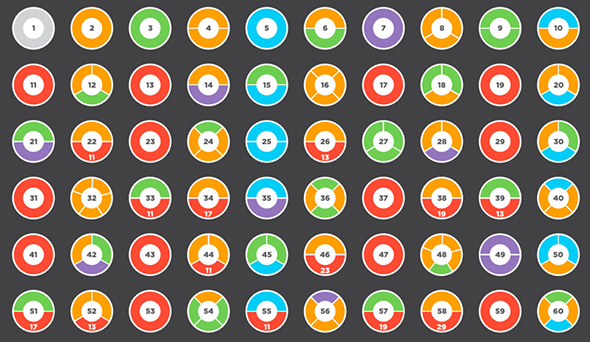 1 2 3 4 5 6 7 8 9 10
11 12 13 14 15 16 17 18 19 20
21 22 23 24 25 26 27 28 29 30
11 13
31 32 33 34 35 36 37 38 39 40
11 17 19 13
41 42 43 44 45 46 47 48 49 50
11 23
51 52 53 54 55 56 57 58 59 60
17 13 11 19 29